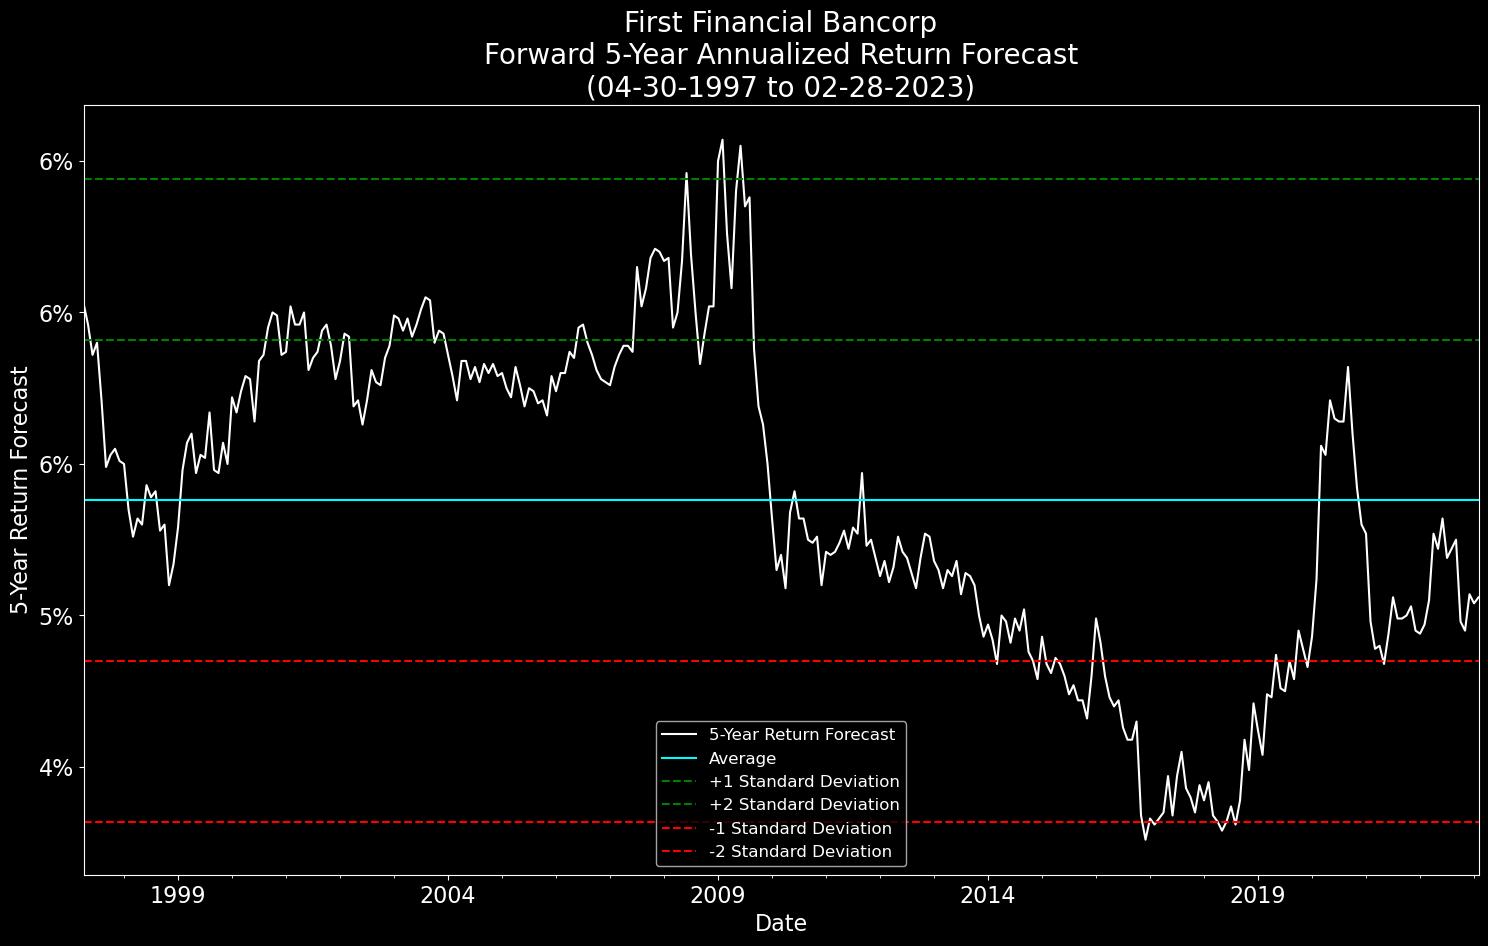 First Financial Bancorp
Forward 5-Year Annualized Return Forecast
(04-30-1997 to 02-28-2023)
6%
6%
6%
5%
4%
5-Year Return Forecast
5-Year Return Forecast
Average
+1 Standard Deviation
+2 Standard Deviation
-1 Standard Deviation
-2 Standard Deviation
1999 2004 2009 2014 2019
Date